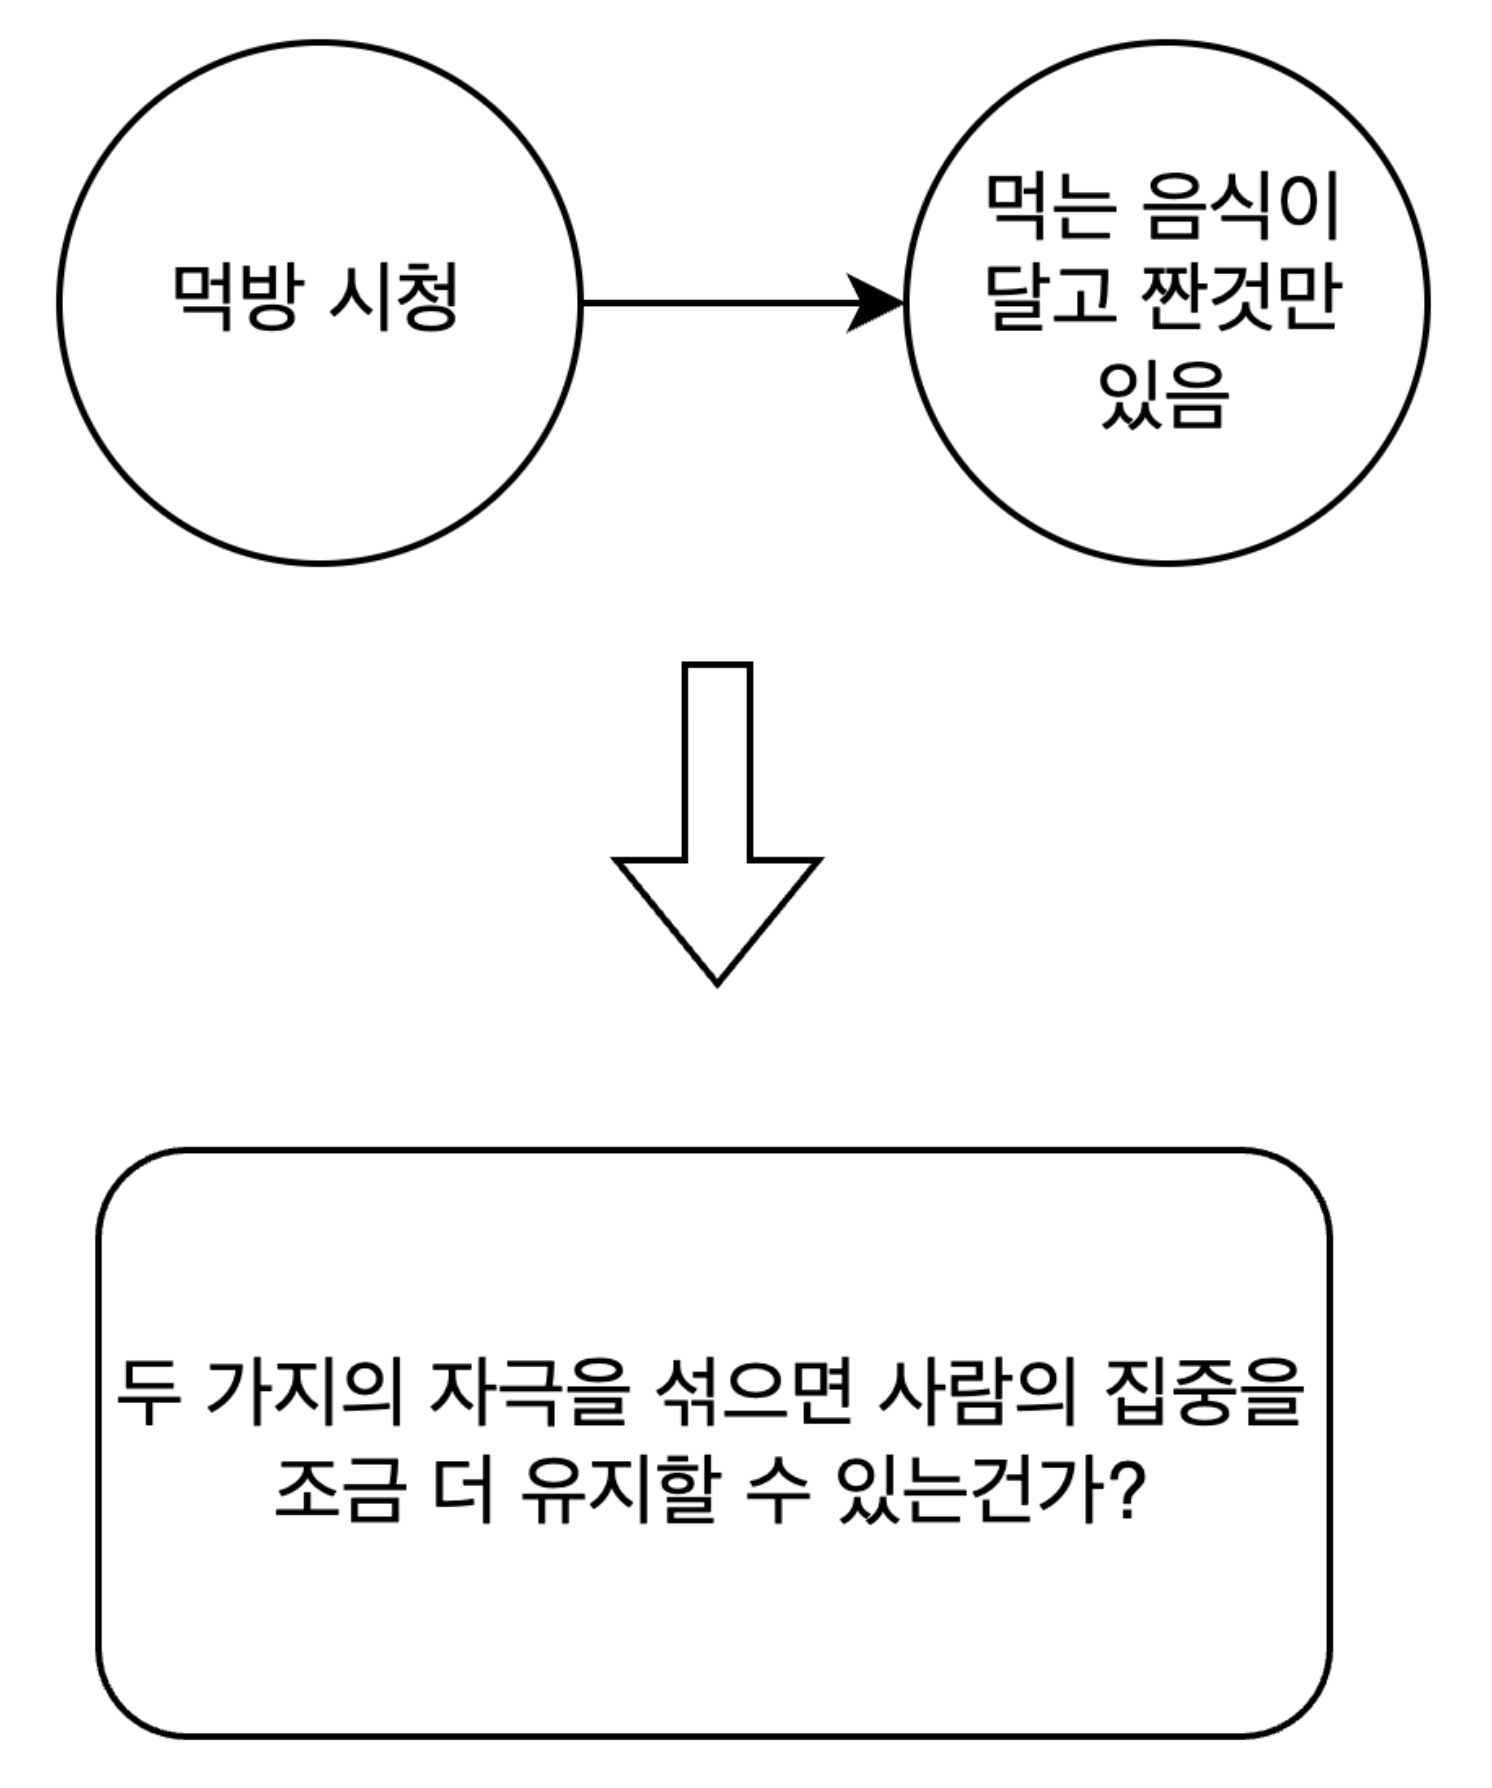 먹방 시청
먹는 음식이
달고 짠것만
있음
두 가지의 자극을 섞으면 사람의 집중을
조금 더 유지할 수 있는건가?